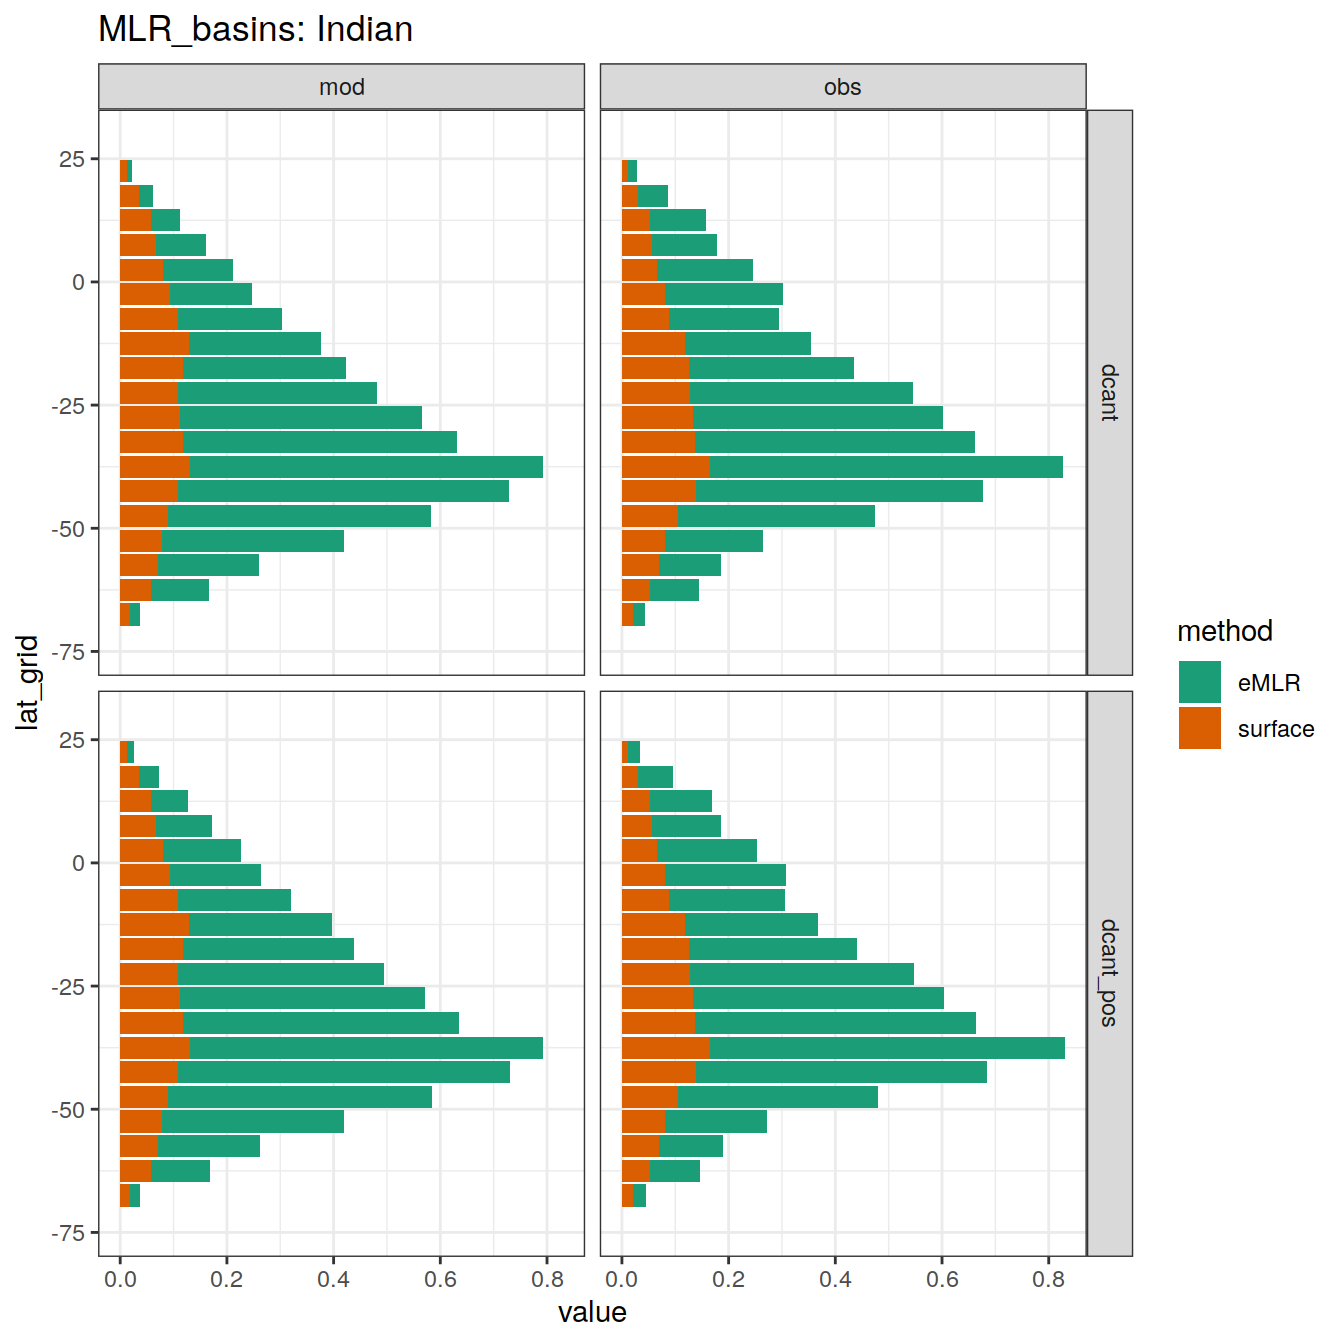 MLR_basins: Indian
mod
obs
25
0
-25
-50
-75
dcant
25
0
-25
-50
-75
dcant_pos
lat_grid
0.0 0.2 0.4 0.6 0.8
0.0 0.2 0.4 0.6 0.8
value
method
eMLR
surface